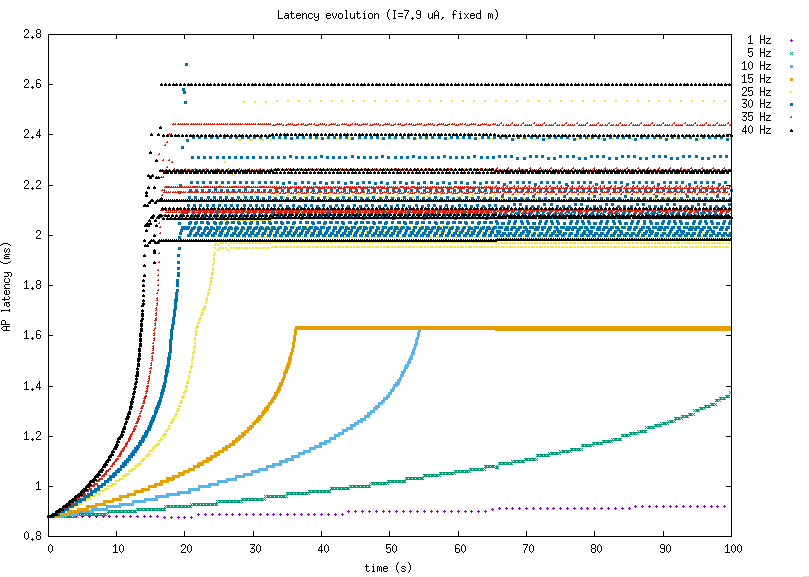 Latency evolution (I=7.9 uA, fixed m)
2.8
2.6
2.4
2.2
2
1.8
1.6
1.4
1.2
1
0.8
AP latency (ms)
0
10
20
30
40
50
60
70
80
90
100
time (s)
1 Hz
5 Hz
10 Hz
15 Hz
25 Hz
30 Hz
35 Hz
40 Hz